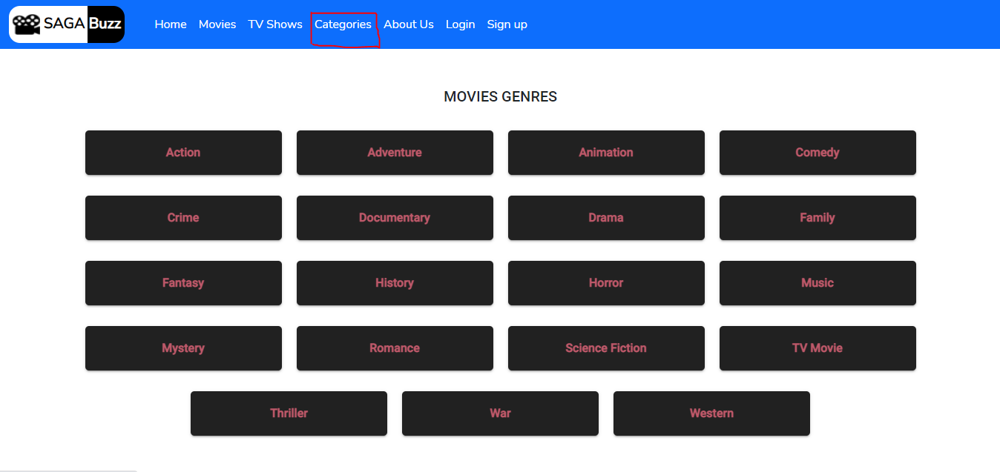 SAGA Buzz Home Movies TV Shows Categories About Us Login Sign up
MOVIES GENRES
Action Adventure Animation Comedy
Crime Documentary Drama Family
Fantasy History Horror Music
Mystery Romance Science Fiction TV Movie
Thriller War Western